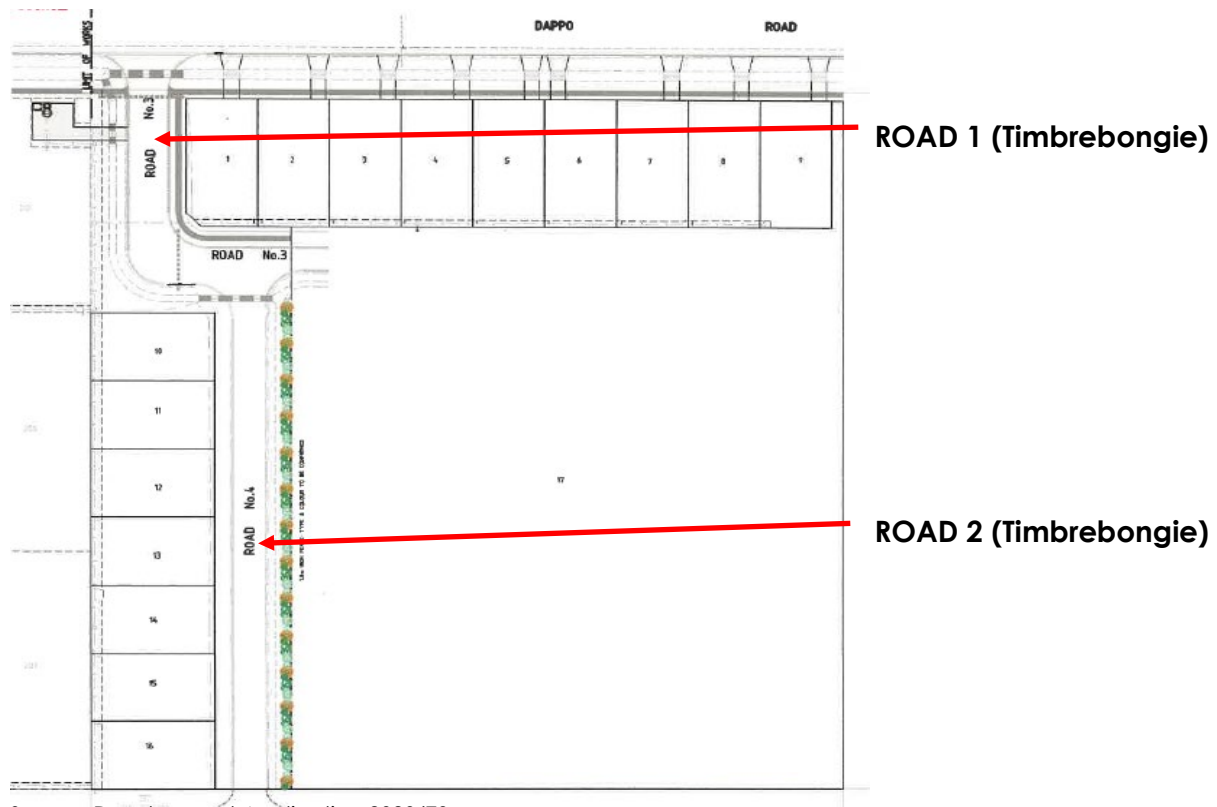 DAPPO ROAD
LIMIT OF WORKS
ROAD No.3
ROAD 1 (Timbrebongie)
1 2 3 4 5 6 7 8 9
ROAD No.3
10
11
12
13
14
15
16
17
ROAD No.4
ROAD 2 (Timbrebongie)